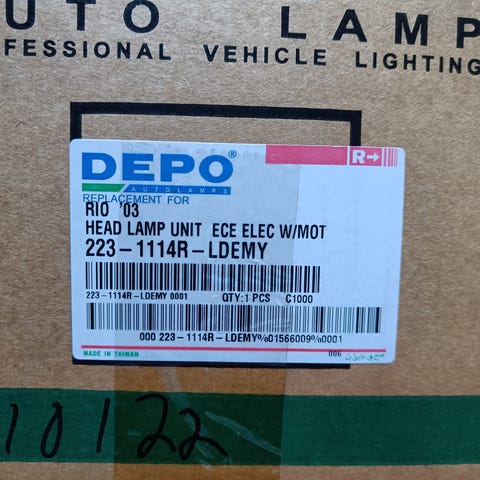 UTO LAMP
FESSIONAL VEHICLE LIGHTING
DEPO®
AUTOLAMPS
R→
REPLACEMENT FOR
RIO '03
HEAD LAMP UNIT ECE ELEC W/MOT
223-1114R-LDEMY
223-1114R-LDEMY 0001 QTY:1 PCS C1000
000 223-1114R-LDEMY%01566009%0001
MADE IN TAIWAN 006
10122